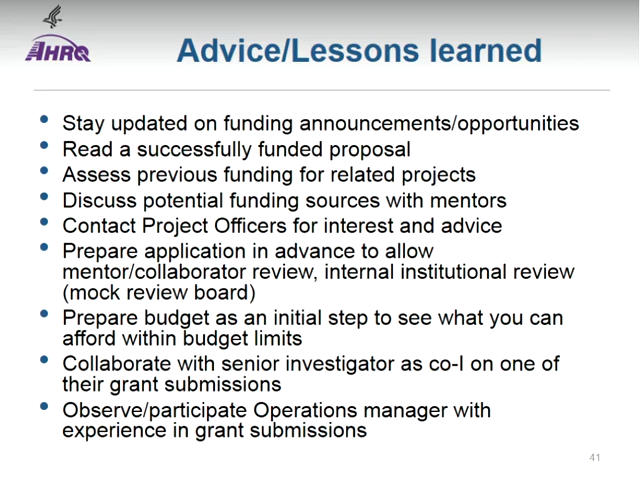 AHRQ
Advice/Lessons learned
• Stay updated on funding announcements/opportunities
• Read a successfully funded proposal
• Assess previous funding for related projects
• Discuss potential funding sources with mentors
• Contact Project Officers for interest and advice
• Prepare application in advance to allow
mentor/collaborator review, internal institutional review
(mock review board)
• Prepare budget as an initial step to see what you can
afford within budget limits
• Collaborate with senior investigator as co-I on one of
their grant submissions
• Observe/participate Operations manager with
experience in grant submissions
41